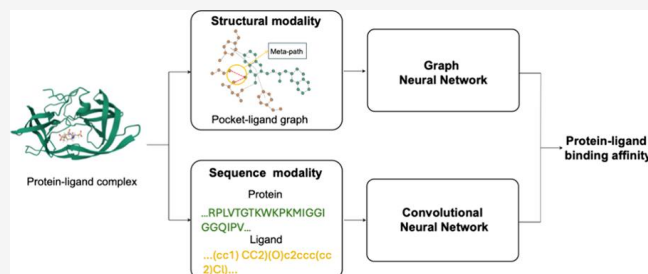 Structural modality
Meta-path
Pocket-ligand graph
Graph
Neural Network
Protein-ligand complex
Protein-ligand
binding affinity
Sequence modality
Protein
...RPLVTGTKWKPKMIGGI
GGQIPV...
Ligand
...(cc1) CC2)(O)c2ccc(cc
2)Cl)...
Convolutional
Neural Network